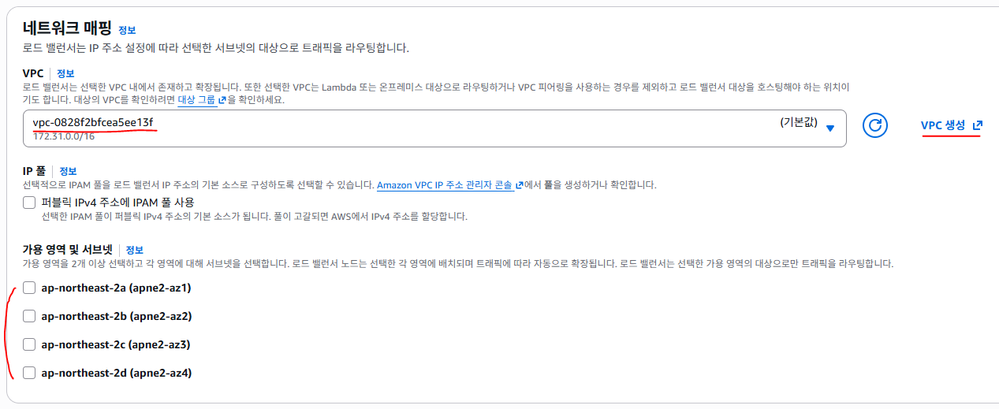 네트워크 매핑 정보
로드 밸런서는 IP 주소 설정에 따라 선택한 서브넷의 대상으로 트래픽을 라우팅합니다.
VPC 정보
로드 밸런서는 선택한 VPC 내에서 존재하고 확장됩니다. 또한 선택한 VPC는 Lambda 또는 온프레미스 대상으로 라우팅하거나 VPC 피어링을 사용하는 경우를 제외하고 로드 밸런서 대상을 호스팅해야 하는 위치이
기도 합니다. 대상의 VPC를 확인하려면 대상 그룹을 확인하세요.
vpc-0828f2bfcea5ee13f (기본값) VPC 생성
172.31.0.0/16
IP 풀 정보
선택적으로 IPAM 풀을 로드 밸런서 IP 주소의 기본 소스로 구성하도록 선택할 수 있습니다. Amazon VPC IP 주소 관리자 콘솔에서 풀을 생성하거나 확인합니다.
퍼블릭 IPv4 주소에 IPAM 풀 사용
선택한 IPAM 풀이 퍼블릭 IPv4 주소의 기본 소스가 됩니다. 풀이 고갈되면 AWS에서 IPv4 주소를 할당합니다.
가용 영역 및 서브넷 정보
가용 영역을 2개 이상 선택하고 각 영역에 대해 서브넷을 선택합니다. 로드 밸런서 노드는 선택한 각 영역에 배치되며 트래픽에 따라 자동으로 확장됩니다. 로드 밸런서는 선택한 가용 영역의 대상으로만 트래픽을 라우팅합니다.
ap-northeast-2a (apne2-az1)
ap-northeast-2b (apne2-az2)
ap-northeast-2c (apne2-az3)
ap-northeast-2d (apne2-az4)